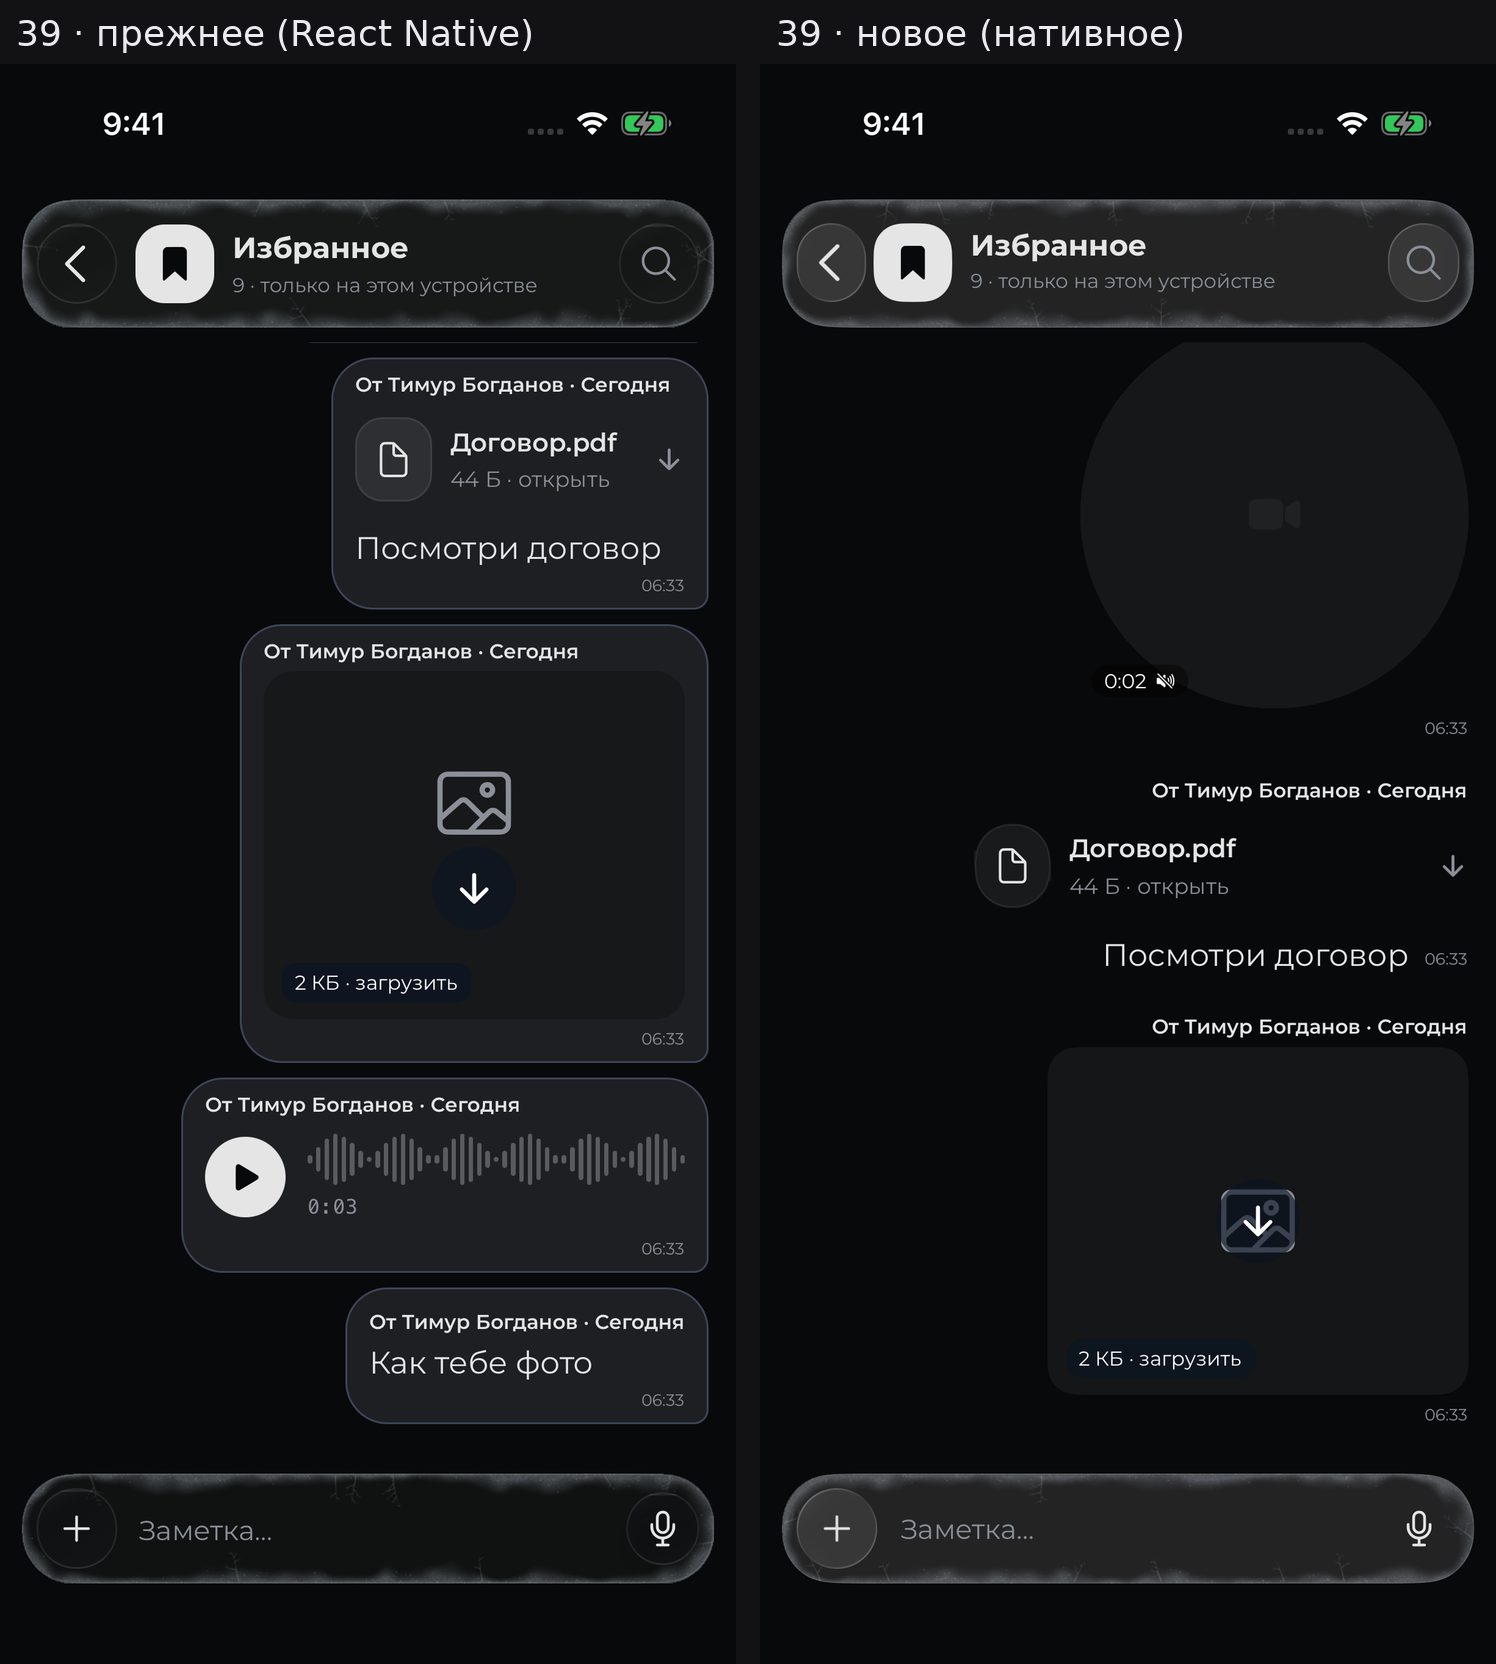 39 · прежнее (React Native)
9:41
Избранное
9 · только на этом устройстве
От Тимур Богданов · Сегодня
Договор.pdf
44 Б · открыть
Посмотри договор
06:33
От Тимур Богданов · Сегодня
2 КБ · загрузить
06:33
От Тимур Богданов · Сегодня
0:03
06:33
От Тимур Богданов · Сегодня
Как тебе фото
06:33
Заметка...
39 · новое (нативное)
9:41
Избранное
9 · только на этом устройстве
0:02
06:33
От Тимур Богданов · Сегодня
Договор.pdf
44 Б · открыть
Посмотри договор 06:33
От Тимур Богданов · Сегодня
2 КБ · загрузить
06:33
Заметка...